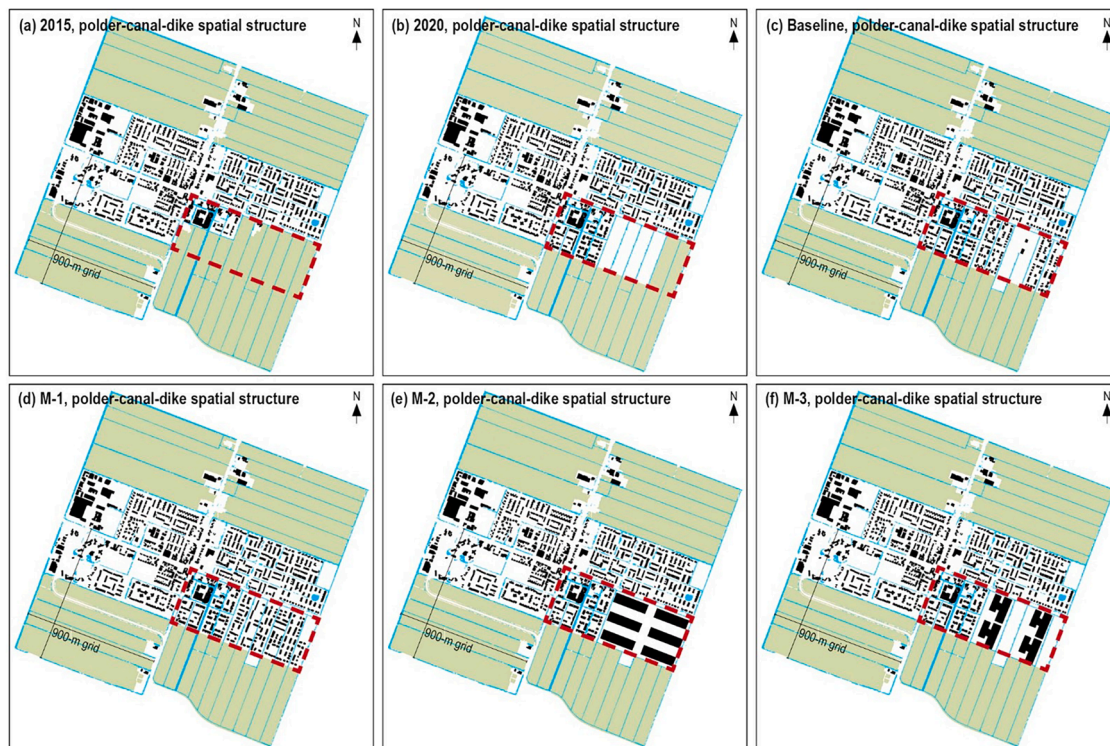 (a) 2015, polder-canal-dike spatial structure
N
900-m grid
(b) 2020, polder-canal-dike spatial structure
N
900-m grid
(c) Baseline, polder-canal-dike spatial structure
N
900-m grid
(d) M-1, polder-canal-dike spatial structure
N
900-m grid
(e) M-2, polder-canal-dike spatial structure
N
900-m grid
(f) M-3, polder-canal-dike spatial structure
N
900-m grid